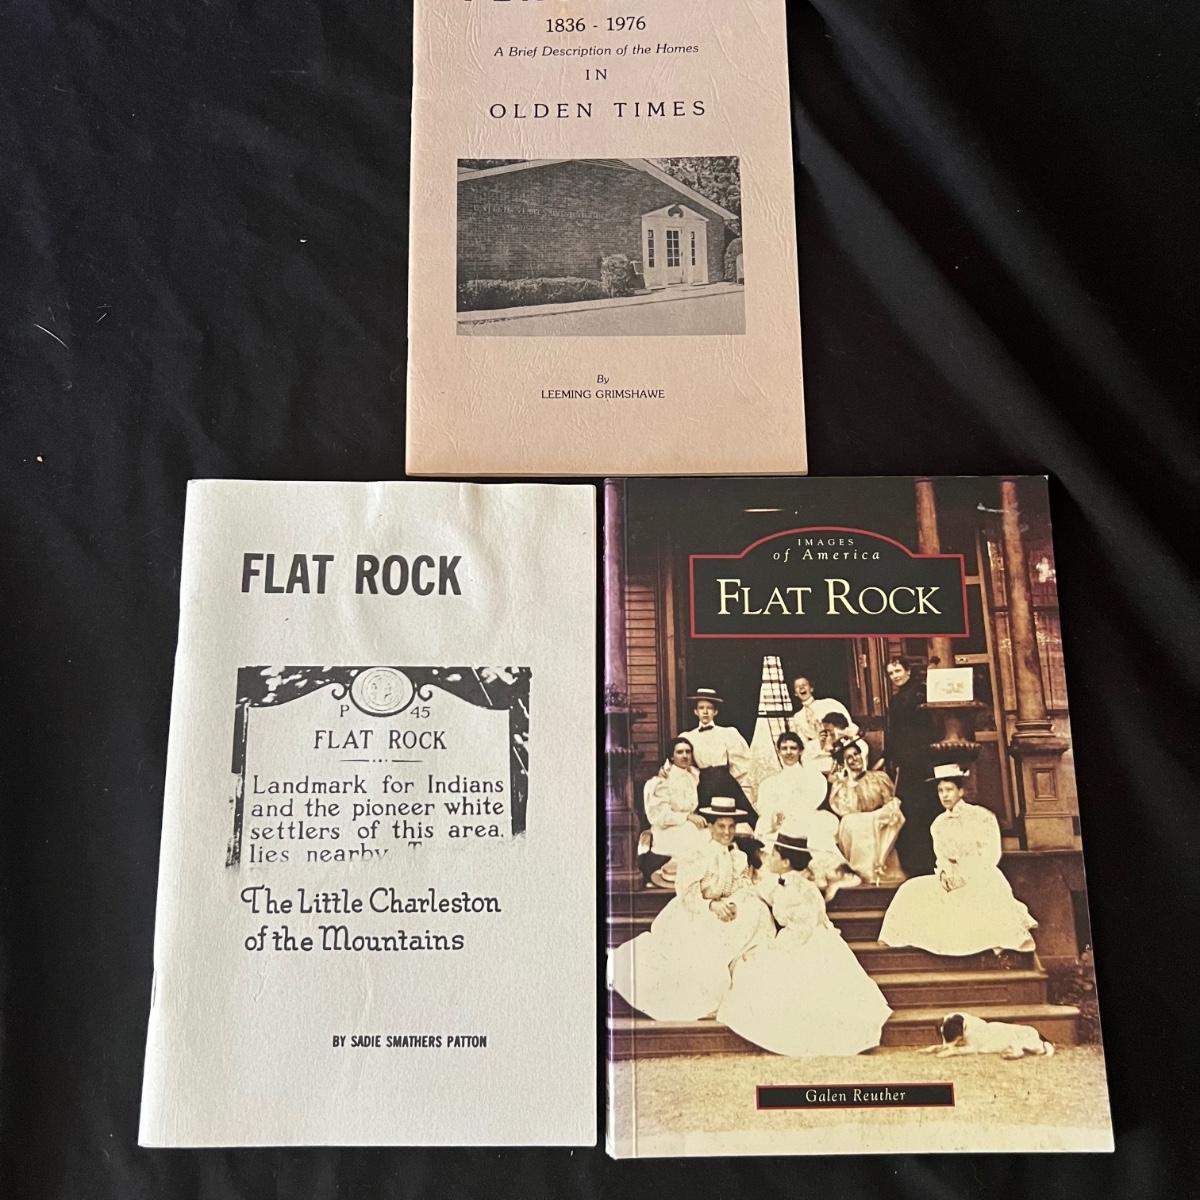 1836 - 1976
A Brief Description of the Homes
IN
OLDEN TIMES
By
LEEMING GRIMSHAWE
FLAT ROCK
P 45
FLAT ROCK
Landmark for Indians
and the pioneer white
settlers of this area,
lies nearby
The Little Charleston
of the Mountains
BY SADIE SMATHERS PATTON
IMAGES
of America
FLAT ROCK
Galen Reuther